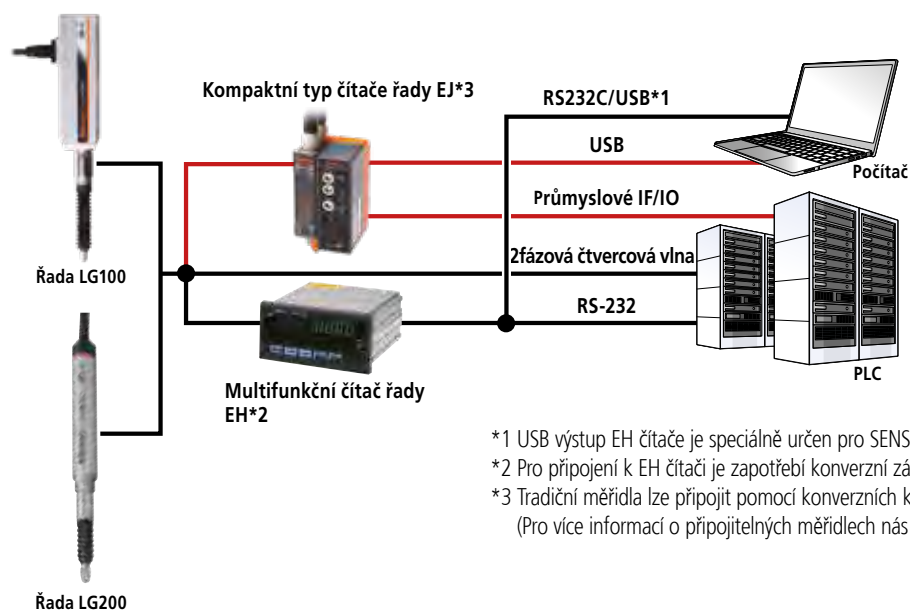 Kompaktní typ čítače řady EJ*3
RS232C/USB*1
USB
Počítač
Průmyslové IF/IO
Řada LG100
2fázová čtvercová vlna
RS-232
PLC
Multifunkční čítač řady
EH*2
*1 USB výstup EH čítače je speciálně určen pro SENS
*2 Pro připojení k EH čítači je zapotřebí konverzní zá
*3 Tradiční měřidla lze připojit pomocí konverzních k
(Pro více informací o připojitelných měřidlech nás
Řada LG200